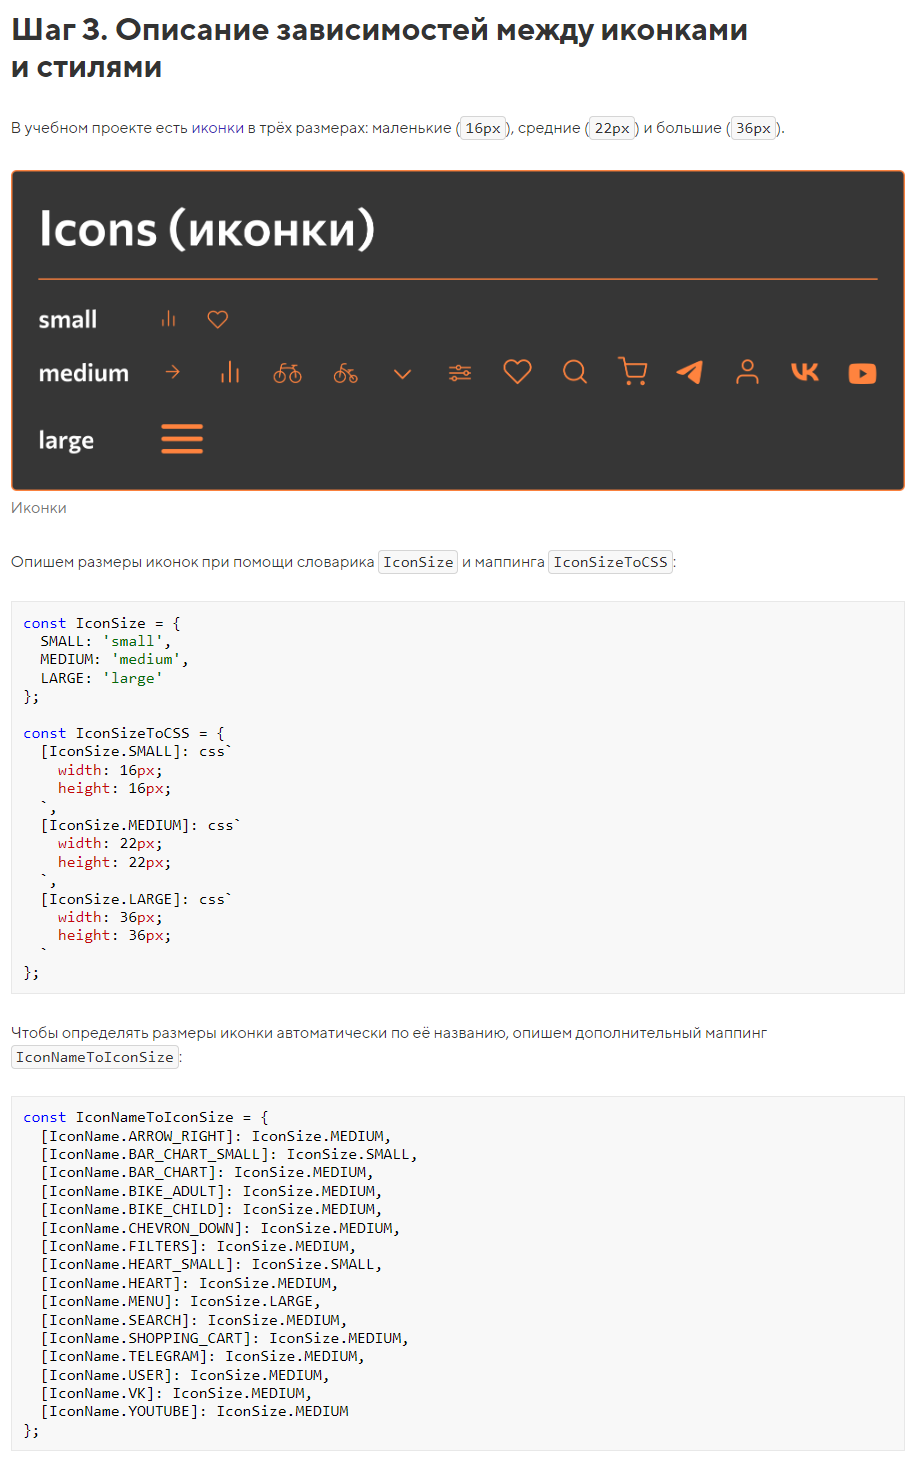 Шаг 3. Описание зависимостей между иконками
и стилями
В учебном проекте есть иконки в трёх размерах: маленькие (16px), средние (22px) и большие (36px).
Icons (иконки)
small
medium
large
Иконки
Опишем размеры иконок при помощи словарика IconSize и маппинга IconSizeToCSS:
const IconSize = {
  SMALL: 'small',
  MEDIUM: 'medium',
  LARGE: 'large'
};
const IconSizeToCSS = {
  [IconSize.SMALL]: css`
    width: 16px;
    height: 16px;
  `,
  [IconSize.MEDIUM]: css`
    width: 22px;
    height: 22px;
  `,
  [IconSize.LARGE]: css`
    width: 36px;
    height: 36px;
  `
};
Чтобы определять размеры иконки автоматически по её названию, опишем дополнительный маппинг
IconNameToIconSize:
const IconNameToIconSize = {
  [IconName.ARROW_RIGHT]: IconSize.MEDIUM,
  [IconName.BAR_CHART_SMALL]: IconSize.SMALL,
  [IconName.BAR_CHART]: IconSize.MEDIUM,
  [IconName.BIKE_ADULT]: IconSize.MEDIUM,
  [IconName.BIKE_CHILD]: IconSize.MEDIUM,
  [IconName.CHEVRON_DOWN]: IconSize.MEDIUM,
  [IconName.FILTERS]: IconSize.MEDIUM,
  [IconName.HEART_SMALL]: IconSize.SMALL,
  [IconName.HEART]: IconSize.MEDIUM,
  [IconName.MENU]: IconSize.LARGE,
  [IconName.SEARCH]: IconSize.MEDIUM,
  [IconName.SHOPPING_CART]: IconSize.MEDIUM,
  [IconName.TELEGRAM]: IconSize.MEDIUM,
  [IconName.USER]: IconSize.MEDIUM,
  [IconName.VK]: IconSize.MEDIUM,
  [IconName.YOUTUBE]: IconSize.MEDIUM
};